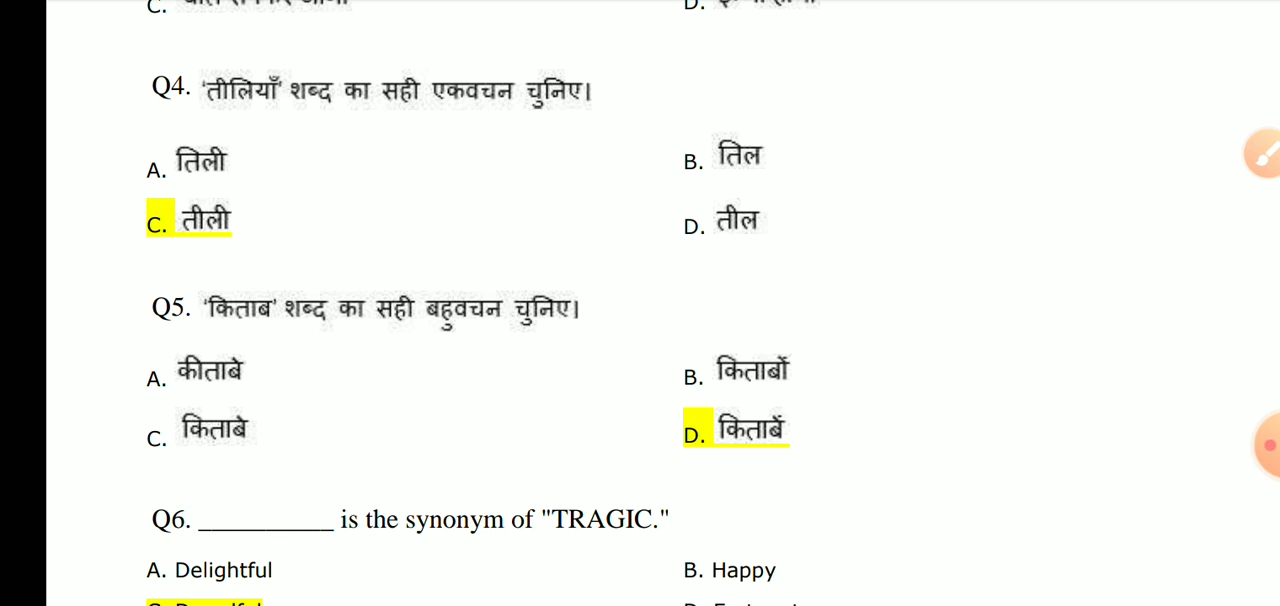 C.
D.
Q4. 'तीलियाँ' शब्द का सही एकवचन चुनिए।
A. तिली
B. तिल
C. तीली
D. तील
Q5. 'किताब' शब्द का सही बहुवचन चुनिए।
A. कीताबे
B. किताबों
C. किताबे
D. किताबें
Q6. __________ is the synonym of "TRAGIC."
A. Delightful
B. Happy